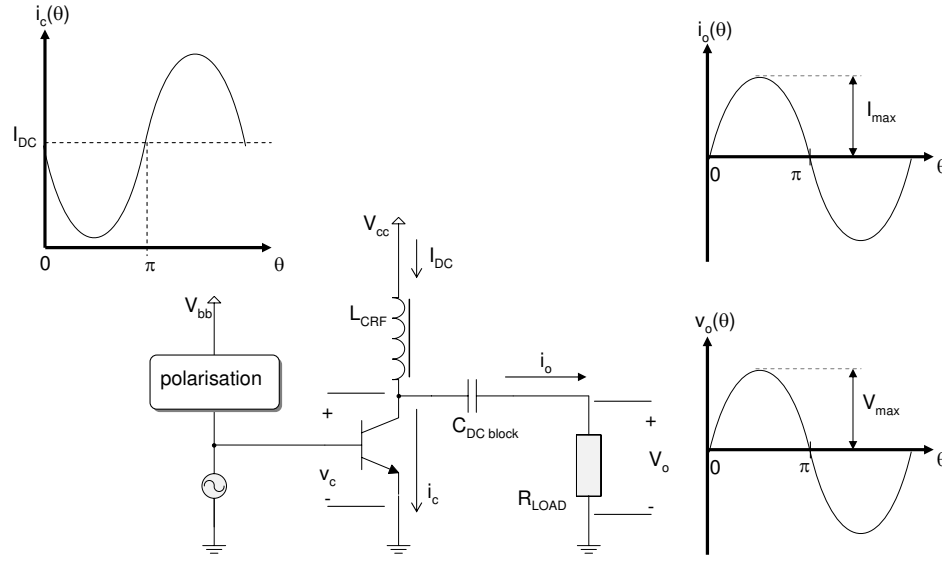 i_c(θ)
I_DC
0
π
θ
i_o(θ)
I_max
0
π
θ
V_cc
I_DC
L_CRF
V_bb
polarisation
+
v_c
-
i_c
i_o
C_DC block
R_LOAD
+
V_o
-
v_o(θ)
V_max
0
π
θ